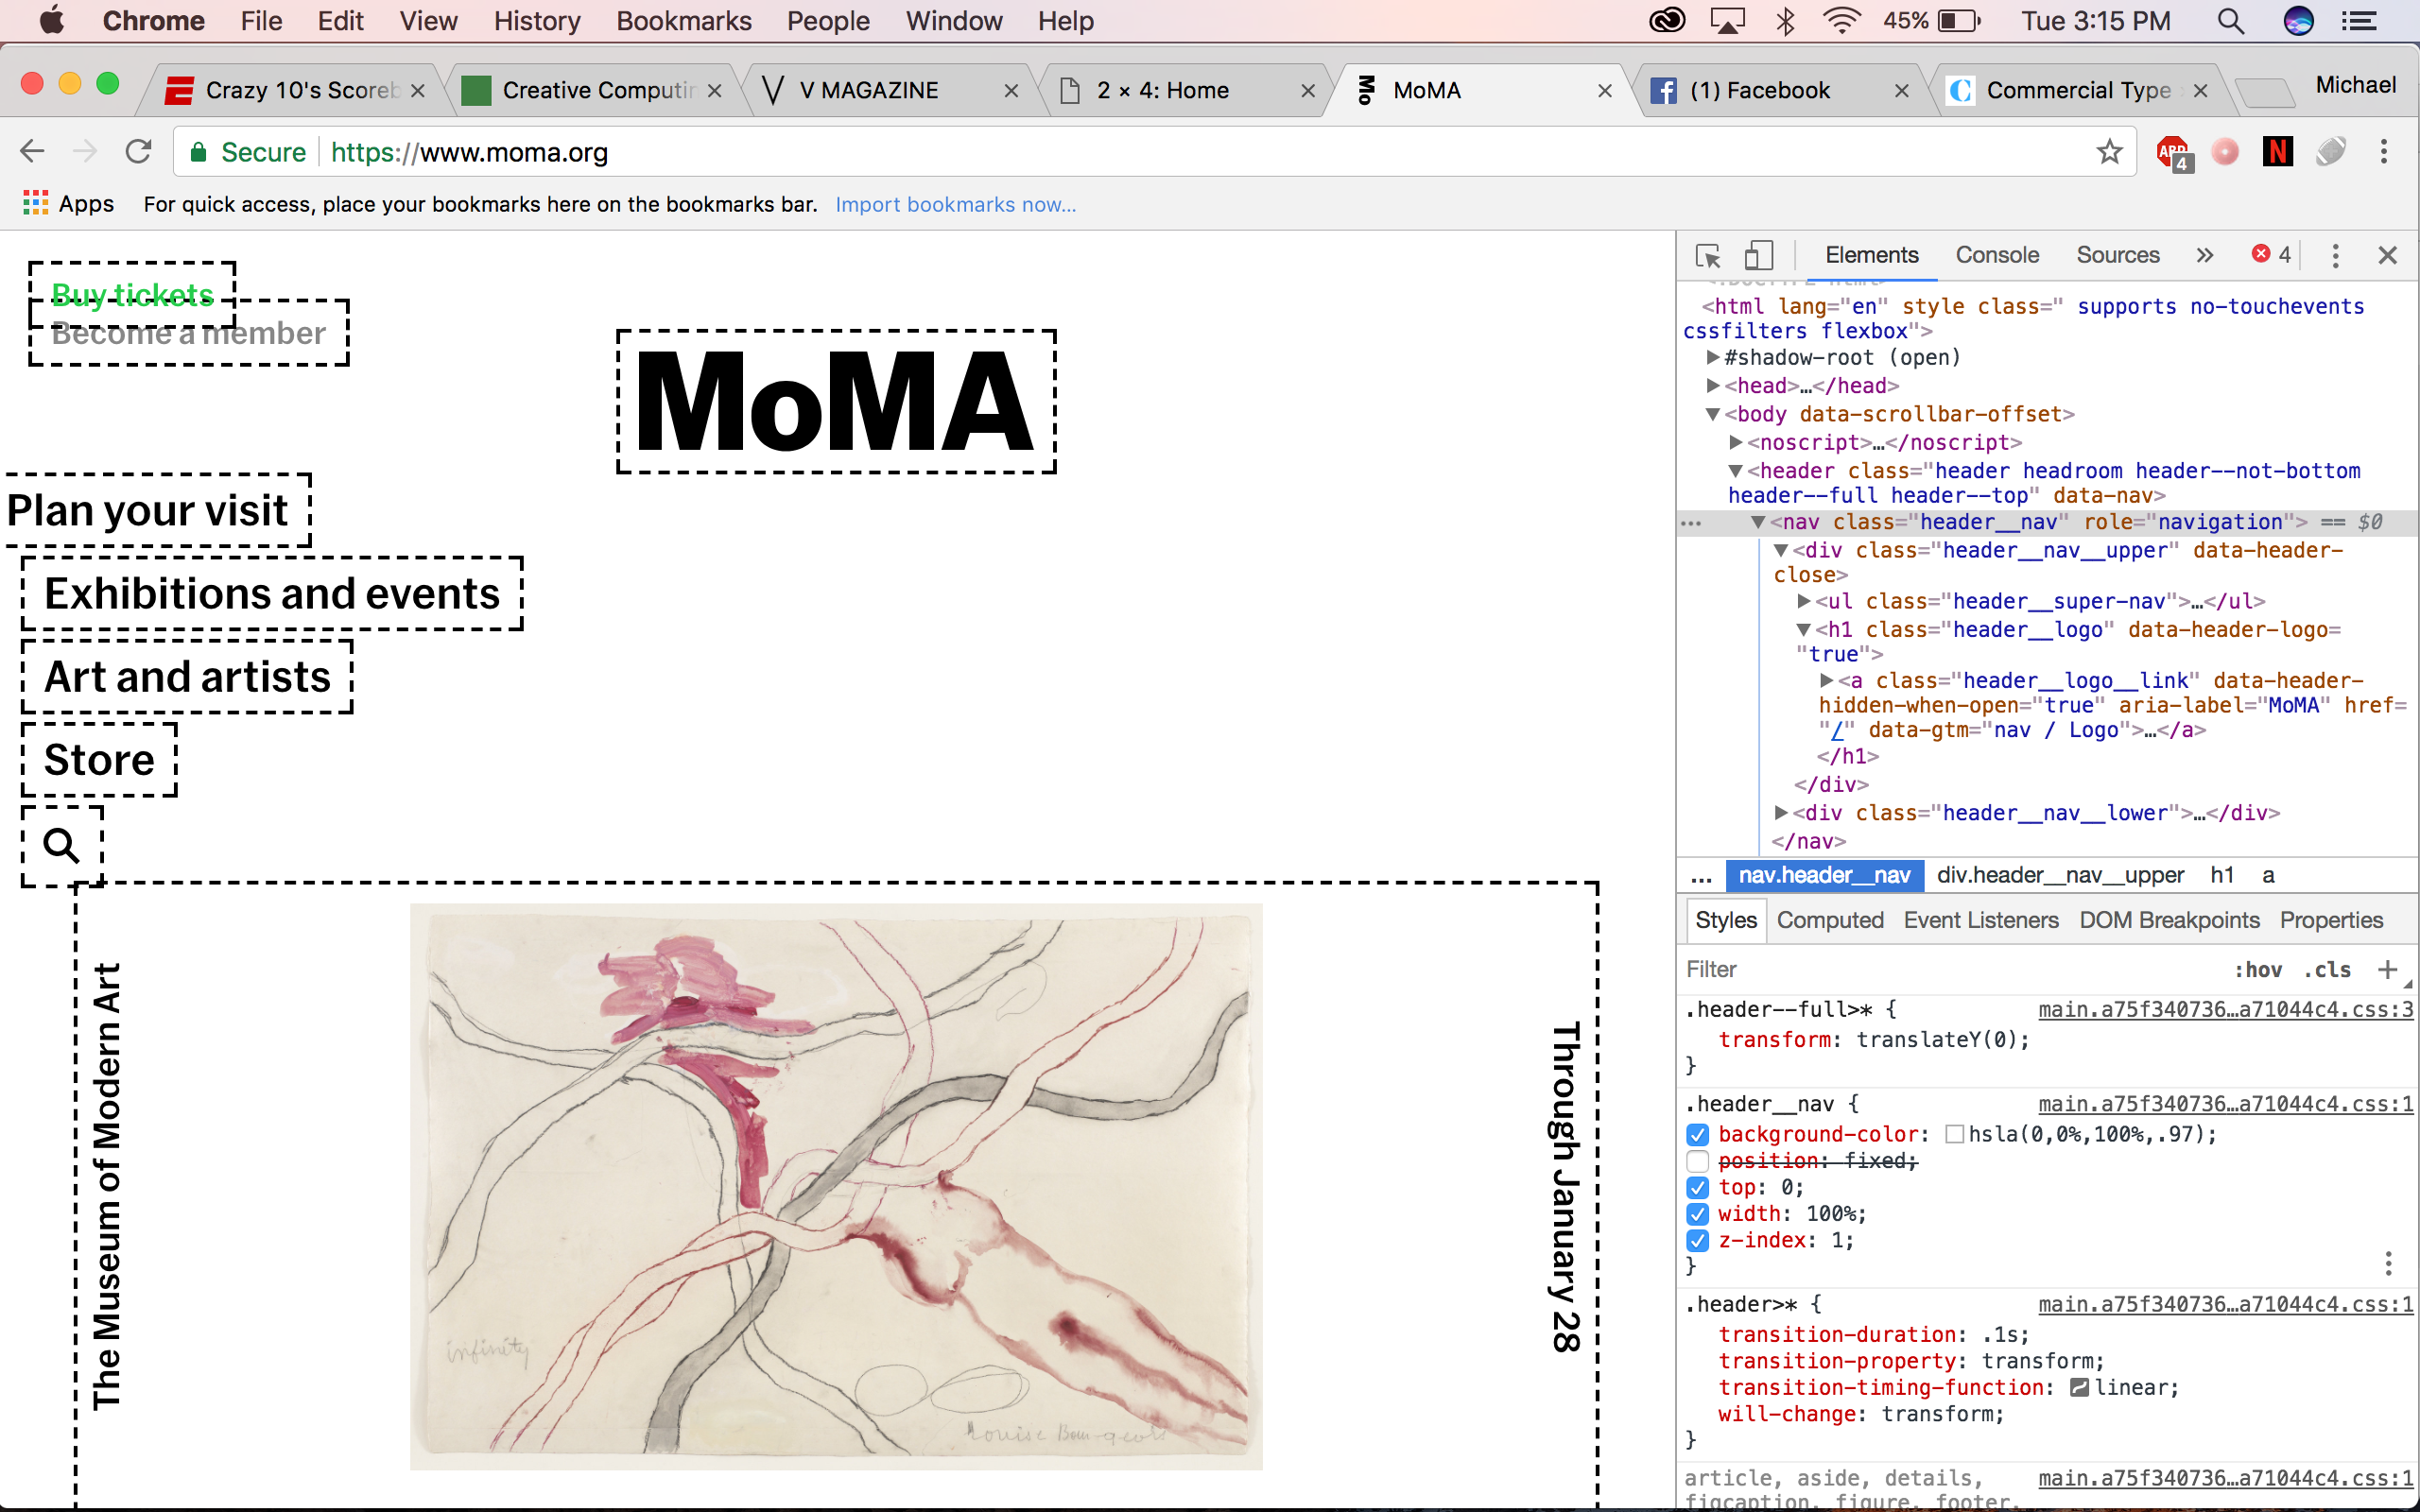 Chrome File Edit View History Bookmarks People Window Help 45% Tue 3:15 PM
Crazy 10's Scoreb Creative Computin V MAGAZINE 2 × 4: Home MoMA (1) Facebook Commercial Type Michael
Secure https://www.moma.org ABP 4
Apps For quick access, place your bookmarks here on the bookmarks bar. Import bookmarks now...
Buy tickets
Become a member
MoMA
Plan your visit
Exhibitions and events
Art and artists
Store
The Museum of Modern Art
Through January 28
infinity
Louise Bourgeois
Elements Console Sources » 4
<!DOCTYPE html>
<html lang="en" style class=" supports no-touchevents
cssfilters flexbox">
#shadow-root (open)
<head>…</head>
<body data-scrollbar-offset>
<noscript>…</noscript>
<header class="header headroom header--not-bottom
header--full header--top" data-nav>
<nav class="header__nav" role="navigation"> == $0
<div class="header__nav__upper" data-header-
close>
<ul class="header__super-nav">…</ul>
<h1 class="header__logo" data-header-logo=
"true">
<a class="header__logo__link" data-header-
hidden-when-open="true" aria-label="MoMA" href=
"/" data-gtm="nav / Logo">…</a>
</h1>
</div>
<div class="header__nav__lower">…</div>
</nav>
... nav.header__nav div.header__nav__upper h1 a
Styles Computed Event Listeners DOM Breakpoints Properties
Filter :hov .cls +
.header--full>* { main.a75f340736…a71044c4.css:3
transform: translateY(0);
}
.header__nav { main.a75f340736…a71044c4.css:1
background-color: hsla(0,0%,100%,.97);
position: fixed;
top: 0;
width: 100%;
z-index: 1;
}
.header>* { main.a75f340736…a71044c4.css:1
transition-duration: .1s;
transition-property: transform;
transition-timing-function: linear;
will-change: transform;
}
article, aside, details, main.a75f340736…a71044c4.css:1
figcaption, figure, footer,